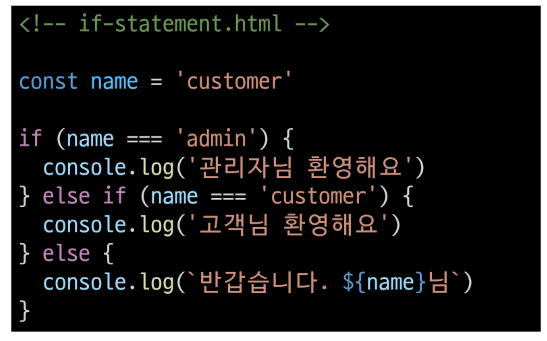 <!-- if-statement.html -->
const name = 'customer'
if (name === 'admin') {
  console.log('관리자님 환영해요')
} else if (name === 'customer') {
  console.log('고객님 환영해요')
} else {
  console.log(`반갑습니다. ${name}님`)
}